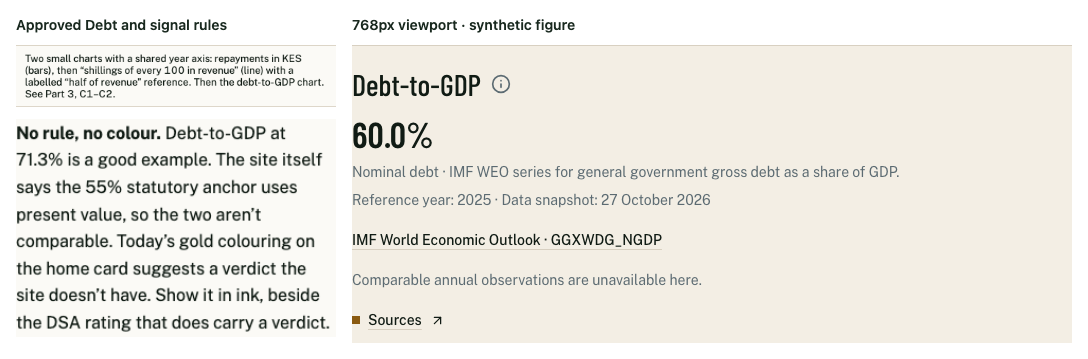 Approved Debt and signal rules
Two small charts with a shared year axis: repayments in KES
(bars), then “shillings of every 100 in revenue” (line) with a
labelled “half of revenue” reference. Then the debt-to-GDP chart.
See Part 3, C1–C2.
No rule, no colour. Debt-to-GDP at
71.3% is a good example. The site itself
says the 55% statutory anchor uses
present value, so the two aren’t
comparable. Today’s gold colouring on
the home card suggests a verdict the
site doesn’t have. Show it in ink, beside
the DSA rating that does carry a verdict.
768px viewport · synthetic figure
Debt-to-GDP
60.0%
Nominal debt · IMF WEO series for general government gross debt as a share of GDP.
Reference year: 2025 · Data snapshot: 27 October 2026
IMF World Economic Outlook · GGXWDG_NGDP
Comparable annual observations are unavailable here.
Sources ↗